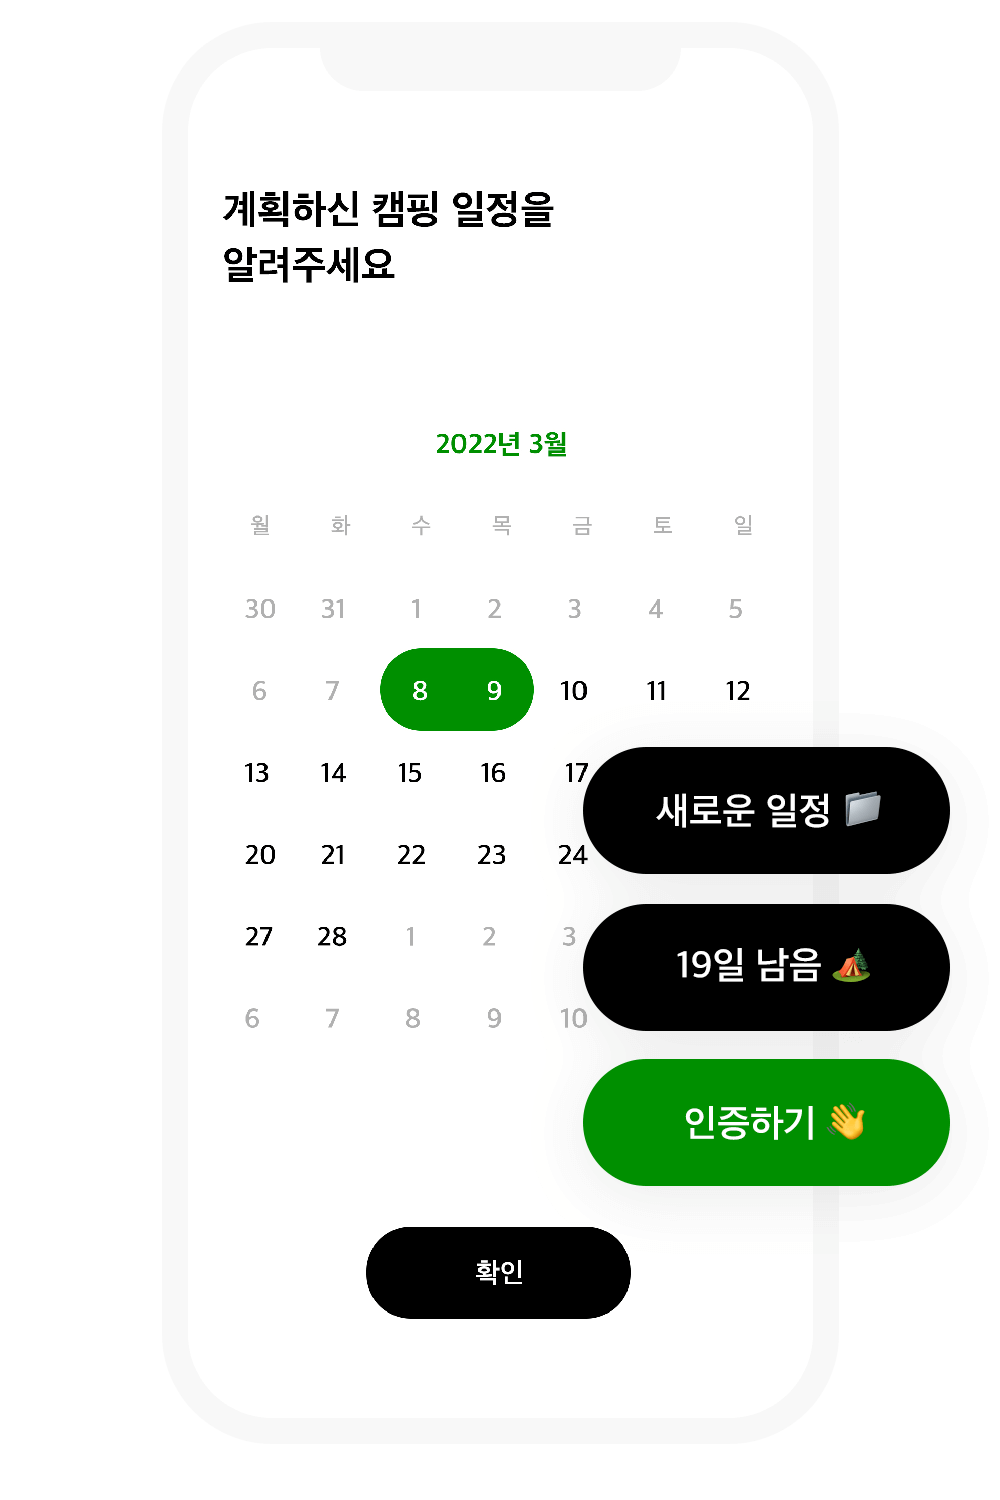 계획하신 캠핑 일정을
알려주세요
2022년 3월
월 화 수 목 금 토 일
30 31 1 2 3 4 5
6 7 8 9 10 11 12
13 14 15 16 17
새로운 일정
20 21 22 23 24
19일 남음
27 28 1 2 3
6 7 8 9 10
인증하기
확인